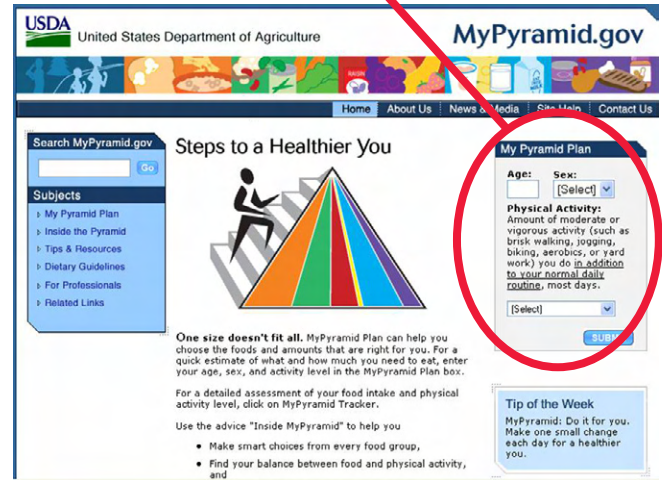 USDA
United States Department of Agriculture
MyPyramid.gov
RAISIN
Home About Us News & Media Site Help Contact Us
Search MyPyramid.gov
Go
Subjects
My Pyramid Plan
Inside the Pyramid
Tips & Resources
Dietary Guidelines
For Professionals
Related Links
Steps to a Healthier You
One size doesn't fit all. MyPyramid Plan can help you
choose the foods and amounts that are right for you. For a
quick estimate of what and how much you need to eat, enter
your age, sex, and activity level in the MyPyramid Plan box.
For a detailed assessment of your food intake and physical
activity level, click on MyPyramid Tracker.
Use the advice "Inside MyPyramid" to help you
• Make smart choices from every food group,
• Find your balance between food and physical activity,
and
My Pyramid Plan
Age: Sex:
[Select]
Physical Activity:
Amount of moderate or
vigorous activity (such as
brisk walking, jogging,
biking, aerobics, or yard
work) you do in addition
to your normal daily
routine, most days.
[Select]
SUBMIT
Tip of the Week
MyPyramid: Do it for you.
Make one small change
each day for a healthier
you.